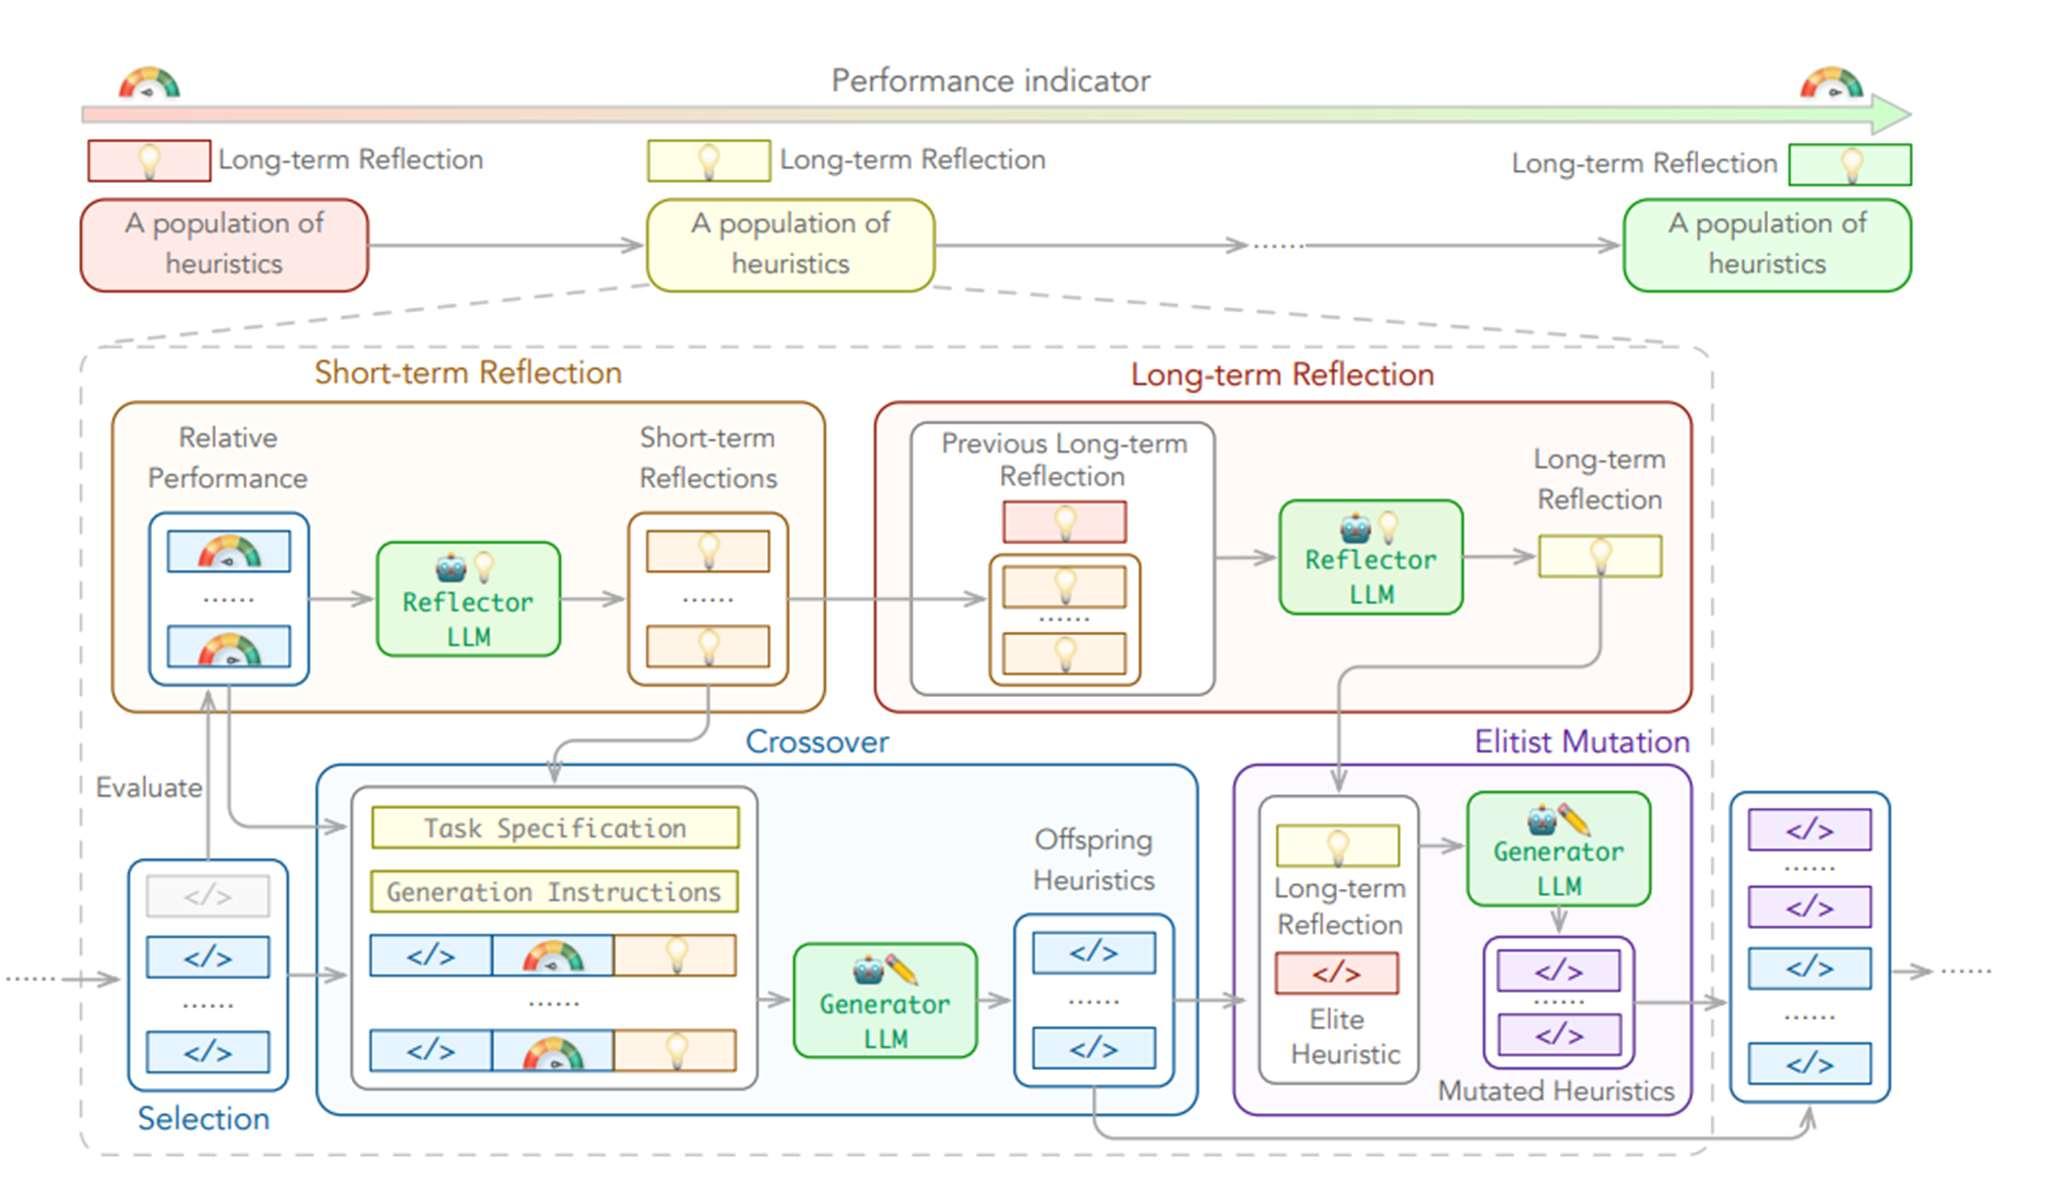 Performance indicator
Long-term Reflection
Long-term Reflection
Long-term Reflection
A population of
heuristics
A population of
heuristics
......
A population of
heuristics
Short-term Reflection
Relative
Performance
......
Reflector
LLM
Short-term
Reflections
......
Long-term Reflection
Previous Long-term
Reflection
......
Reflector
LLM
Long-term
Reflection
Evaluate
......
</>
</>
......
</>
Selection
Crossover
Task Specification
Generation Instructions
</>
......
</>
Generator
LLM
Offspring
Heuristics
</>
......
</>
Elitist Mutation
Long-term
Reflection
</>
Elite
Heuristic
Generator
LLM
</>
......
</>
Mutated Heuristics
</>
......
</>
</>
......
</>
......